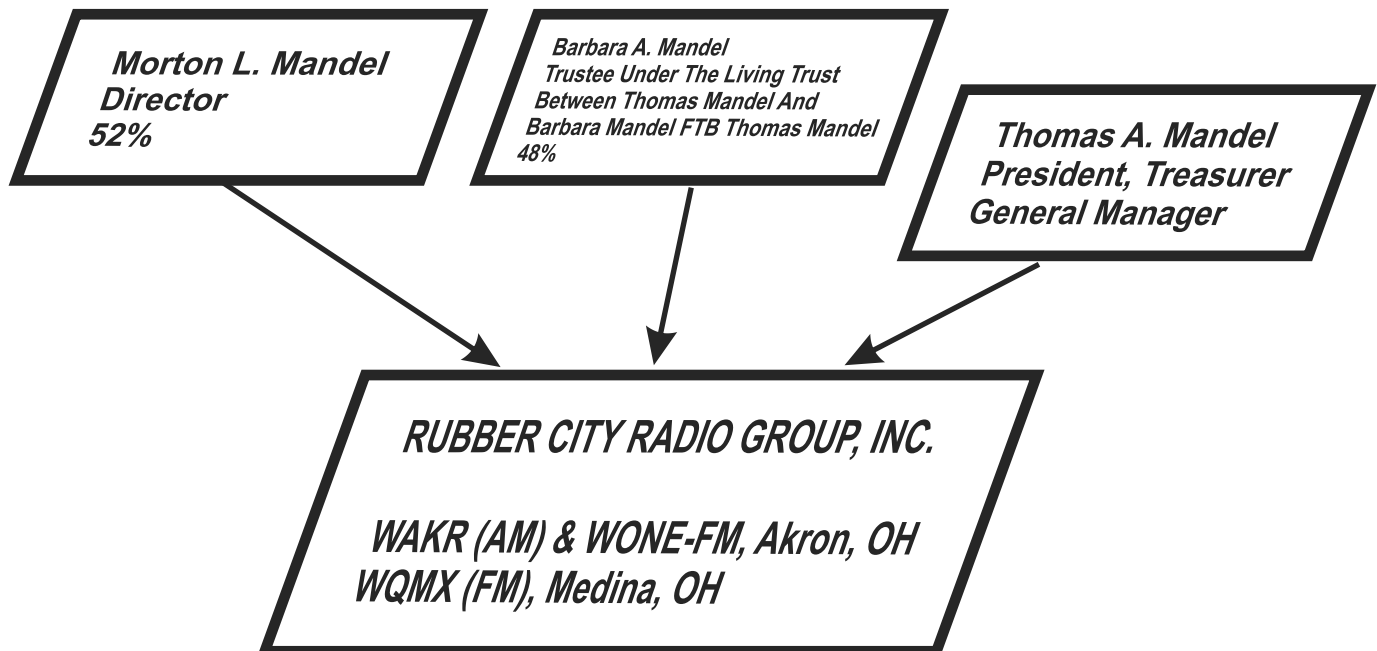 Morton L. Mandel
Director
52%
Barbara A. Mandel
Trustee Under The Living Trust
Between Thomas Mandel And
Barbara Mandel FTB Thomas Mandel
48%
Thomas A. Mandel
President, Treasurer
General Manager
RUBBER CITY RADIO GROUP, INC.
WAKR (AM) & WONE-FM, Akron, OH
WQMX (FM), Medina, OH